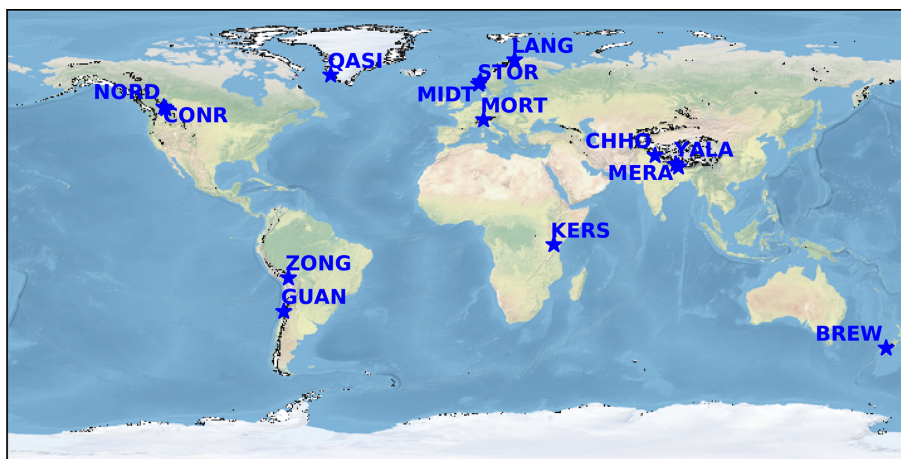 LANG
QASI
STOR
NORD
MIDT
MORT
CONR
CHHO
YALA
MERA
KERS
ZONG
GUAN
BREW